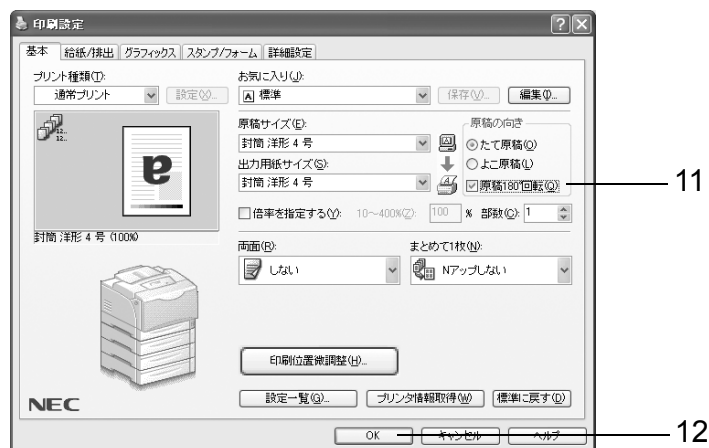 印刷設定
基本 給紙/排出 グラフィックス スタンプ/フォーム 詳細設定
プリント種類(T):
通常プリント 設定(X)...
お気に入り(J):
A 標準 保存(V)... 編集(I)...
原稿サイズ(E):
封筒 洋形 4 号
出力用紙サイズ(S):
封筒 洋形 4 号
原稿の向き
たて原稿(O)
よこ原稿(L)
原稿180°回転(Q)
11
倍率を指定する(Y): 10～400%(Z): 100 % 部数(C): 1
12..
12..
a
封筒 洋形 4 号 (100%)
両面(R):
しない
まとめて1枚(N):
Nアップしない
印刷位置微調整(H)...
NEC
設定一覧(G)... プリンタ情報取得(W) 標準に戻す(D)
OK キャンセル ヘルプ
12